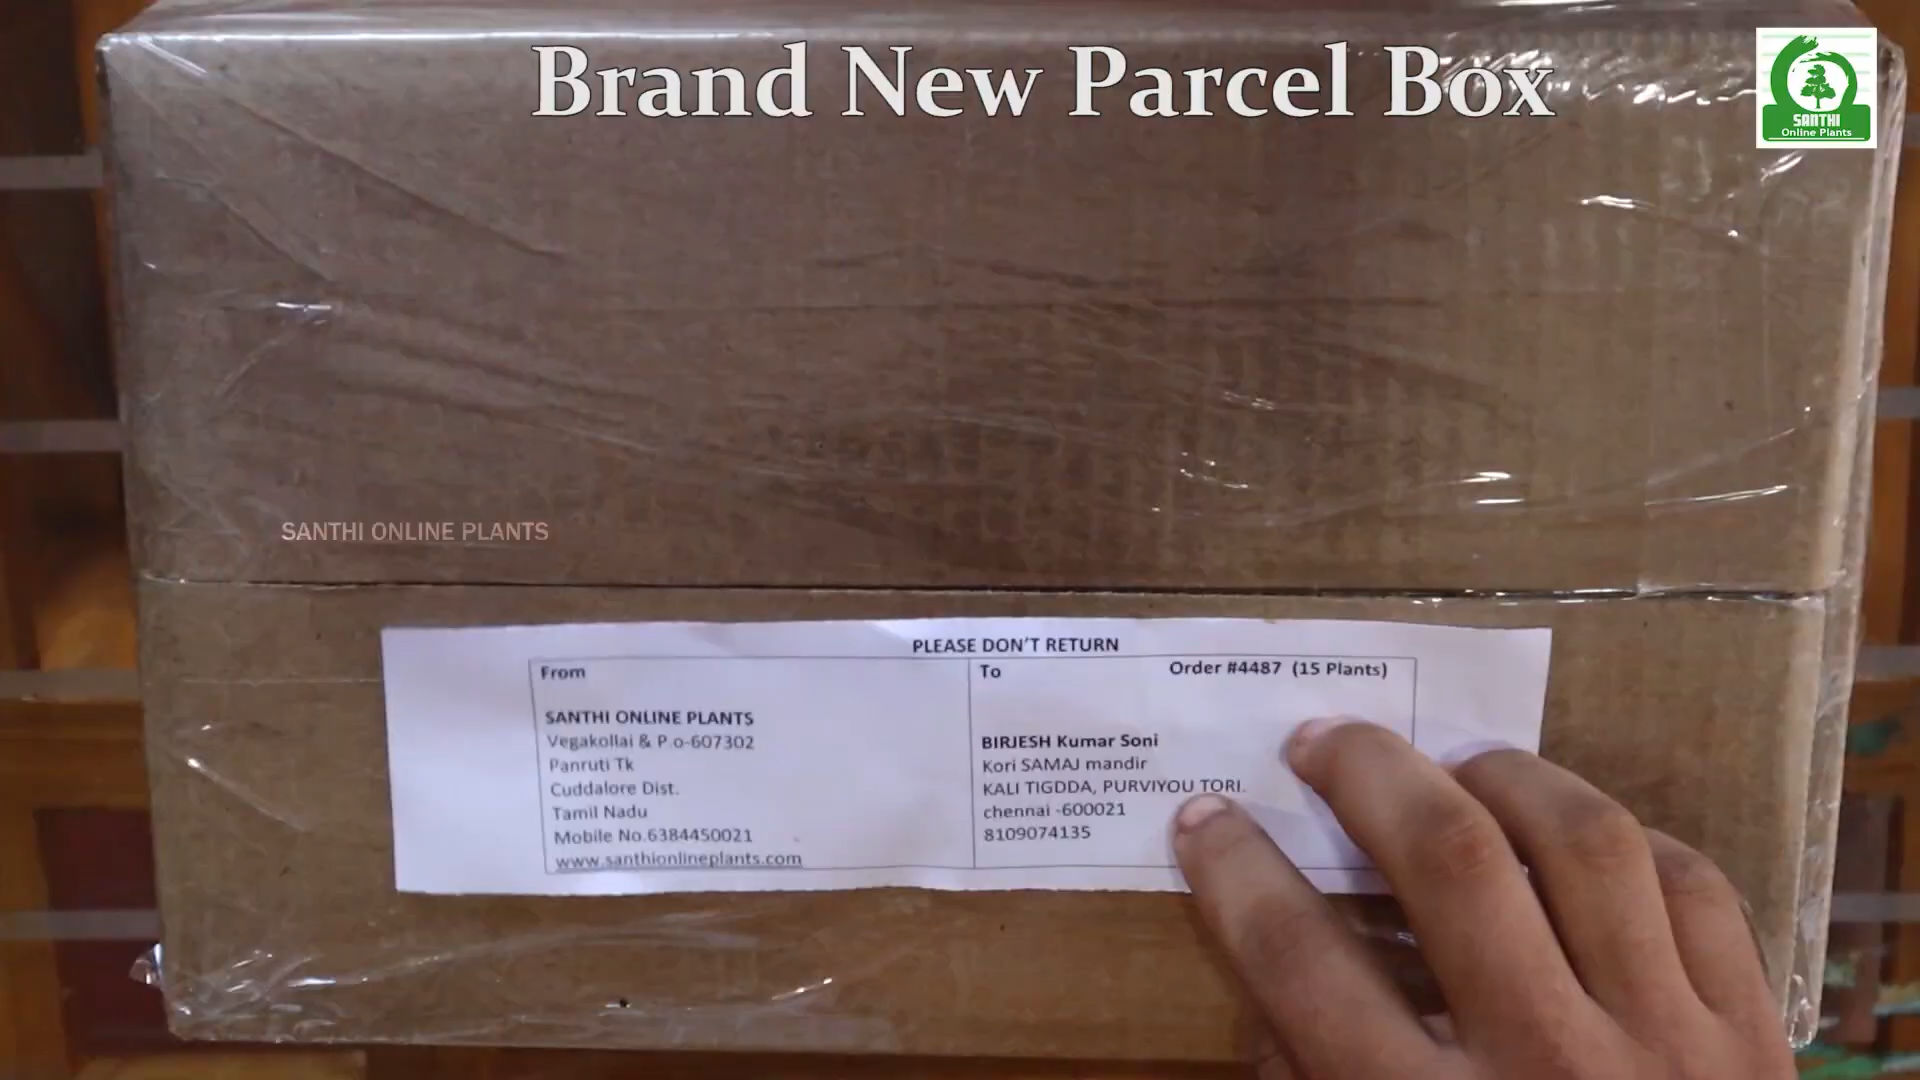 Brand New Parcel Box
SANTHI
Online Plants
SANTHI ONLINE PLANTS
PLEASE DON'T RETURN
From
SANTHI ONLINE PLANTS
Vegakollai & P.o-607302
Panruti Tk
Cuddalore Dist.
Tamil Nadu
Mobile No.6384450021
www.santhionlineplants.com
To Order #4487 (15 Plants)
BIRJESH Kumar Soni
Kori SAMAJ mandir
KALI TIGDDA, PURVIYOU TORI.
chennai -600021
8109074135